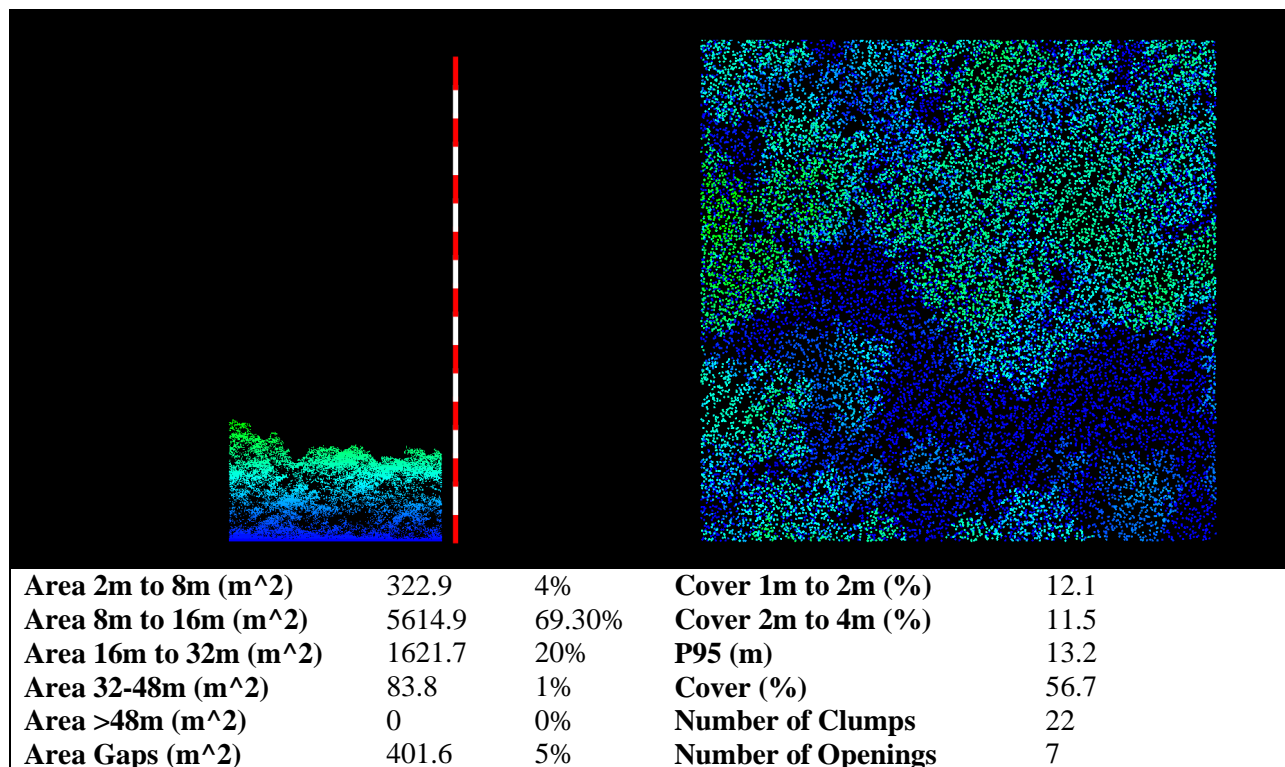 Area 2m to 8m (m^2) 322.9 4% Cover 1m to 2m (%) 12.1
Area 8m to 16m (m^2) 5614.9 69.30% Cover 2m to 4m (%) 11.5
Area 16m to 32m (m^2) 1621.7 20% P95 (m) 13.2
Area 32-48m (m^2) 83.8 1% Cover (%) 56.7
Area >48m (m^2) 0 0% Number of Clumps 22
Area Gaps (m^2) 401.6 5% Number of Openings 7